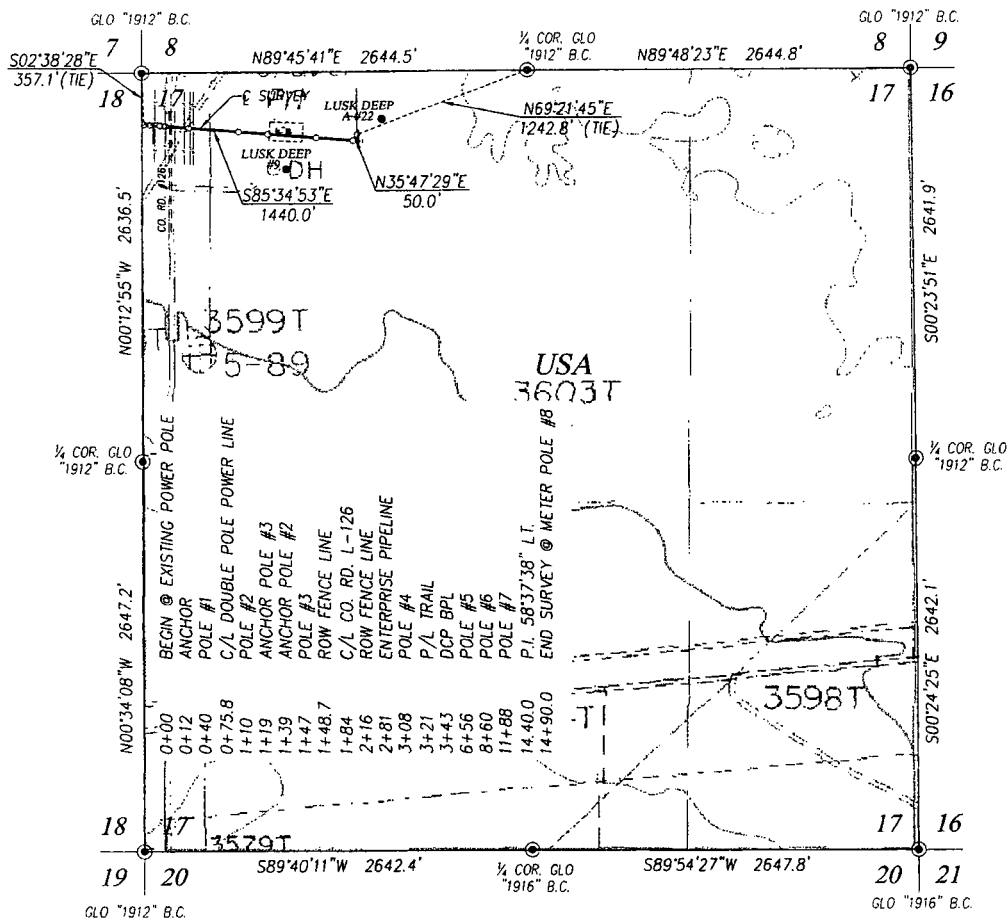 GLO "1912" B.C.
GLO "1912" B.C.
7 8
8 9
¼ COR. GLO
"1912" B.C.
S02°38'28"E
357.1' (TIE)
N89°45'41"E 2644.5'
N89°48'23"E 2644.8'
18 17
17 16
℄ SURVEY
LUSK DEEP
A #22
N69°21'45"E
1242.8' (TIE)
LUSK DEEP
#9
DH
S85°34'53"E
1440.0'
N35°47'29"E
50.0'
CO. RD. 126
N00°12'55"W 2636.5'
S00°23'51"E 2641.9'
3599T
5-89
USA
3603T
¼ COR. GLO
"1912" B.C.
¼ COR. GLO
"1912" B.C.
0+00 BEGIN @ EXISTING POWER POLE
0+12 ANCHOR
0+40 POLE #1
0+75.8 C/L DOUBLE POLE POWER LINE
1+10 POLE #2
1+19 ANCHOR POLE #3
1+39 ANCHOR POLE #2
1+47 POLE #3
1+48.7 ROW FENCE LINE
1+84 C/L CO. RD. L-126
2+16 ROW FENCE LINE
2+81 ENTERPRISE PIPELINE
3+08 POLE #4
3+21 P/L TRAIL
3+43 DCP BPL
6+56 POLE #5
8+60 POLE #6
11+88 POLE #7
14.40.0 P.I. 58°37'38" LT.
14+90.0 END SURVEY @ METER POLE #8
N00°34'08"W 2647.2'
S00°24'25"E 2642.1'
3598T
T
18 17
3579T
17 16
S89°40'11"W 2642.4'
S89°54'27"W 2647.8'
19 20
¼ COR. GLO
"1916" B.C.
20 21
GLO "1912" B.C.
GLO "1916" B.C.